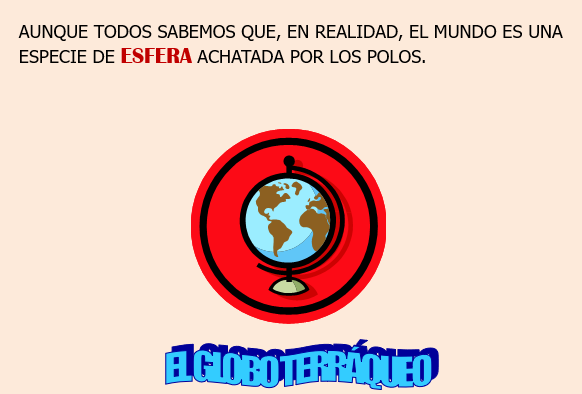 AUNQUE TODOS SABEMOS QUE, EN REALIDAD, EL MUNDO ES UNA
ESPECIE DE ESFERA ACHATADA POR LOS POLOS.
EL GLOBO TERRÁQUEO